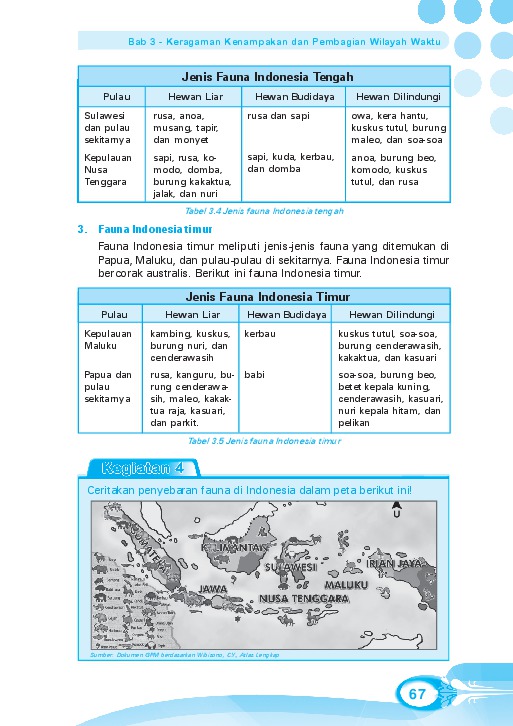 Bab 3 - Keragaman Kenampakan dan Pembagian Wilayah Waktu
Jenis Fauna Indonesia Tengah
Pulau Hewan Liar Hewan Budidaya Hewan Dilindungi
Sulawesi rusa, anoa, rusa dan sapi owa, kera hantu,
dan pulau musang, tapir, kuskus tutul, burung
sekitarnya dan monyet maleo, dan soa-soa
Kepulauan sapi, rusa, ko- sapi, kuda, kerbau, anoa, burung beo,
Nusa modo, domba, dan domba komodo, kuskus
Tenggara burung kakaktua, tutul, dan rusa
jalak, dan nuri
Tabel 3.4 Jenis fauna Indonesia tengah
3. Fauna Indonesia timur
Fauna Indonesia timur meliputi jenis-jenis fauna yang ditemukan di
Papua, Maluku, dan pulau-pulau di sekitarnya. Fauna Indonesia timur
bercorak australis. Berikut ini fauna Indonesia timur.
Jenis Fauna Indonesia Timur
Pulau Hewan Liar Hewan Budidaya Hewan Dilindungi
Kepulauan kambing, kuskus, kerbau kuskus tutul, soa-soa,
Maluku burung nuri, dan burung cenderawasih,
cenderawasih kakaktua, dan kasuari
Papua dan rusa, kanguru, bu- babi soa-soa, burung beo,
pulau rung cenderawa- betet kepala kuning,
sekitarnya sih, maleo, kakak- cenderawasih, kasuari,
tua raja, kasuari, nuri kepala hitam, dan
dan parkit. pelikan
Tabel 3.5 Jenis fauna Indonesia timur
Kegiatan 4
Ceritakan penyebaran fauna di Indonesia dalam peta berikut ini!
U
SUMATERA
KALIMANTAN
SULAWESI
IRIAN JAYA
MALUKU
JAWA
NUSA TENGGARA
Sumber: Dokumen GPM berdasarkan Wibisono, CY, Atlas Lengkap
67